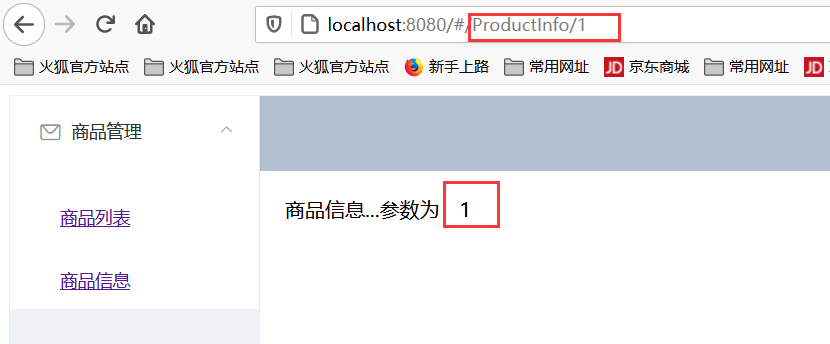 localhost:8080/#/ProductInfo/1
火狐官方站点 火狐官方站点 火狐官方站点 新手上路 常用网址 JD 京东商城 常用网址 JD
商品管理
商品信息...参数为 1
商品列表
商品信息